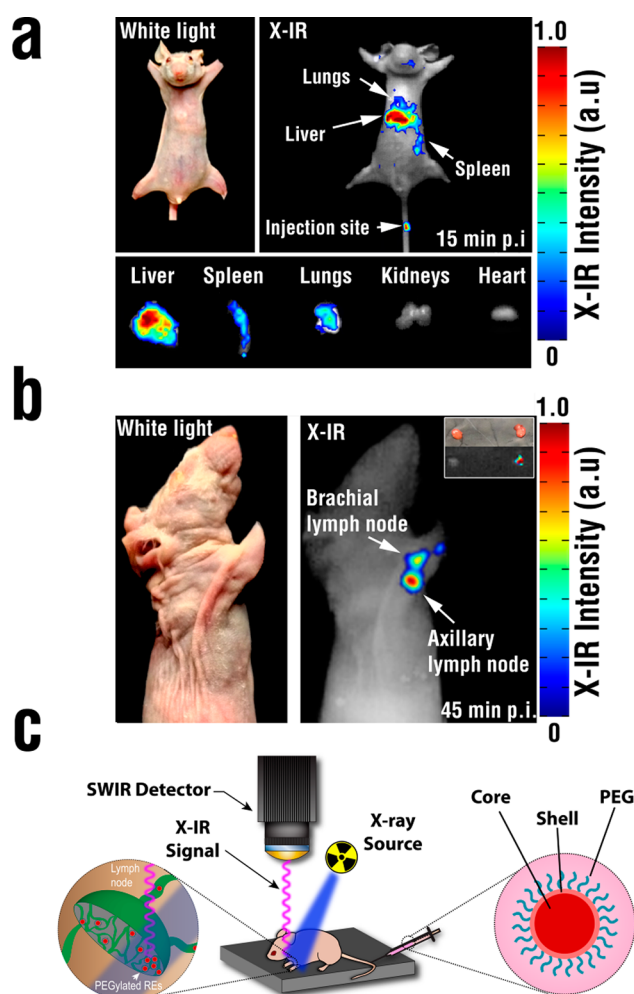 a
White light
X-IR
1.0
Lungs
Liver
Spleen
Injection site
15 min p.i
X-IR Intensity (a.u)
Liver
Spleen
Lungs
Kidneys
Heart
0
b
White light
X-IR
1.0
Brachial
lymph node
Axillary
lymph node
45 min p.i.
X-IR Intensity (a.u)
0
c
SWIR Detector
X-IR
Signal
X-ray
Source
Core
Shell
PEG
Lymph
node
PEGylated REs